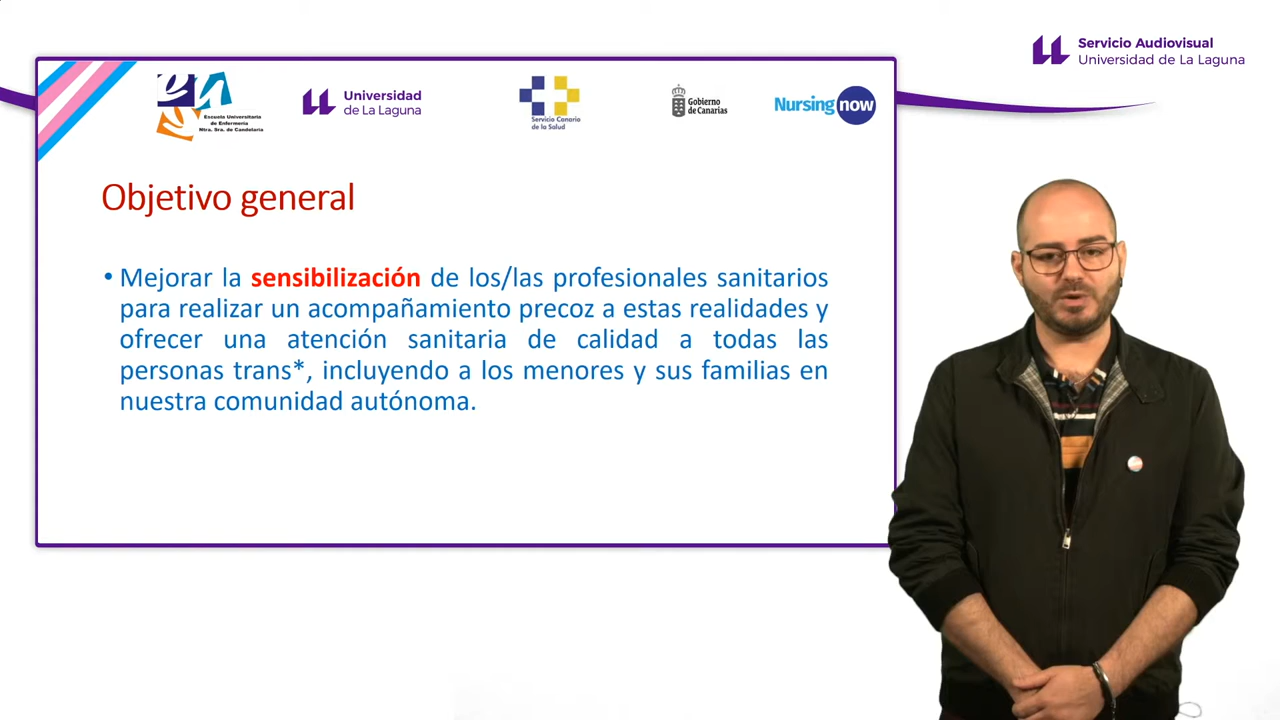 Servicio Audiovisual
Universidad de La Laguna
Escuela Universitaria
de Enfermería
Ntra. Sra. de Candelaria
Universidad
de La Laguna
Servicio Canario
de la Salud
Gobierno
de Canarias
Nursing now
Objetivo general
• Mejorar la sensibilización de los/las profesionales sanitarios
para realizar un acompañamiento precoz a estas realidades y
ofrecer una atención sanitaria de calidad a todas las
personas trans*, incluyendo a los menores y sus familias en
nuestra comunidad autónoma.